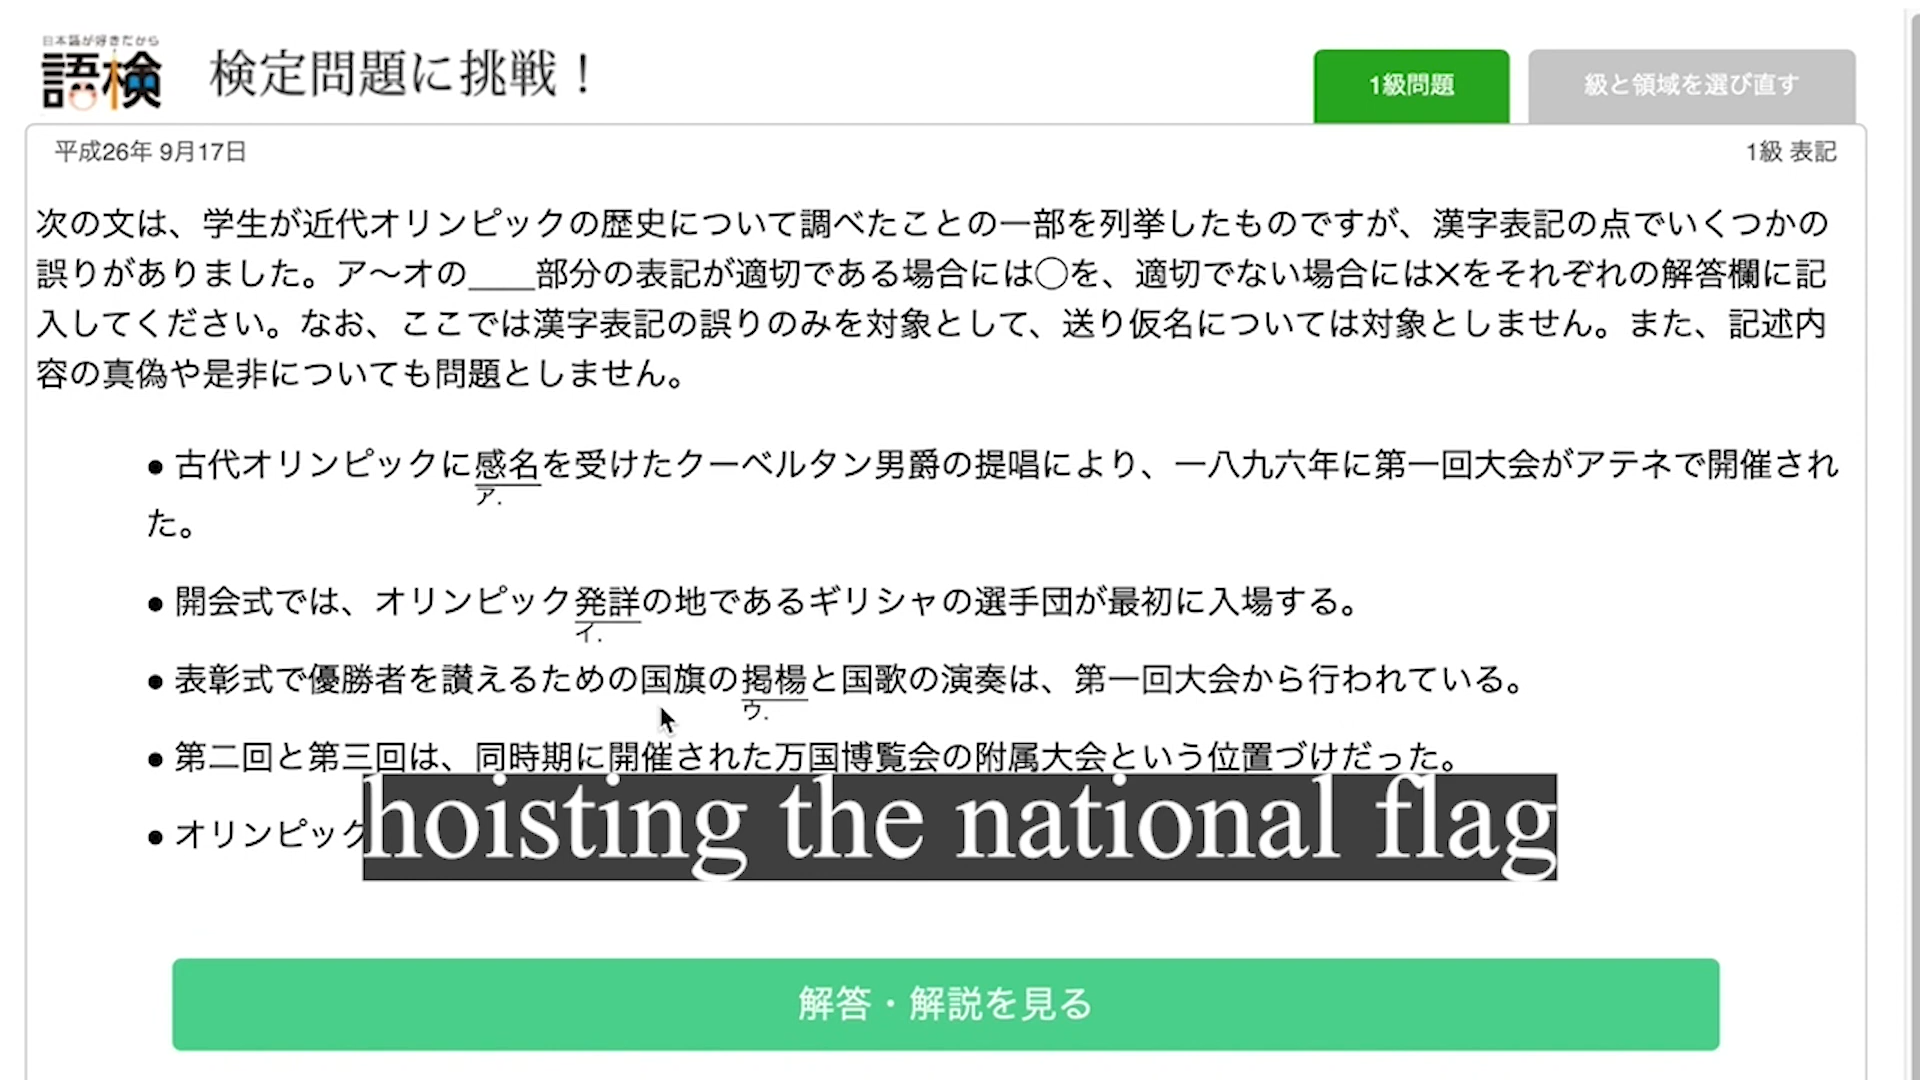 日本語が好きだから
語検
検定問題に挑戦！
1級問題
級と領域を選び直す
平成26年 9月17日
1級 表記
次の文は、学生が近代オリンピックの歴史について調べたことの一部を列挙したものですが、漢字表記の点でいくつかの
誤りがありました。ア〜オの____部分の表記が適切である場合には◯を、適切でない場合には✕をそれぞれの解答欄に記
入してください。なお、ここでは漢字表記の誤りのみを対象として、送り仮名については対象としません。また、記述内
容の真偽や是非についても問題としません。
● 古代オリンピックに感名を受けたクーベルタン男爵の提唱により、一八九六年に第一回大会がアテネで開催され
ア.
た。
● 開会式では、オリンピック発詳の地であるギリシャの選手団が最初に入場する。
イ.
● 表彰式で優勝者を讃えるための国旗の掲楊と国歌の演奏は、第一回大会から行われている。
ウ.
● 第二回と第三回は、同時期に開催された万国博覧会の附属大会という位置づけだった。
● オリンピック
hoisting the national flag
解答・解説を見る